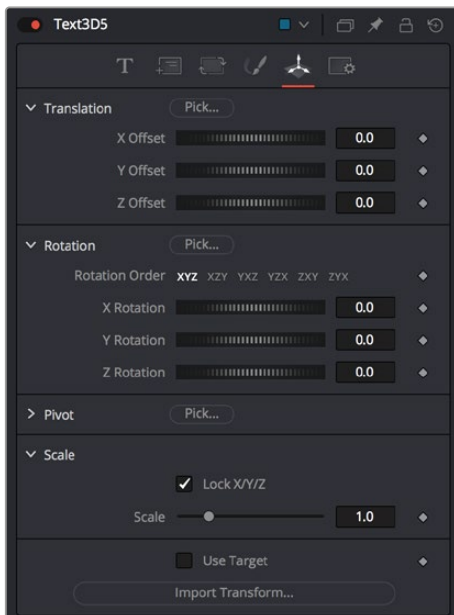 Text3D5
T
Translation Pick...
X Offset 0.0
Y Offset 0.0
Z Offset 0.0
Rotation Pick...
Rotation Order XYZ XZY YXZ YZX ZXY ZYX
X Rotation 0.0
Y Rotation 0.0
Z Rotation 0.0
Pivot Pick...
Scale
Lock X/Y/Z
Scale 1.0
Use Target
Import Transform...